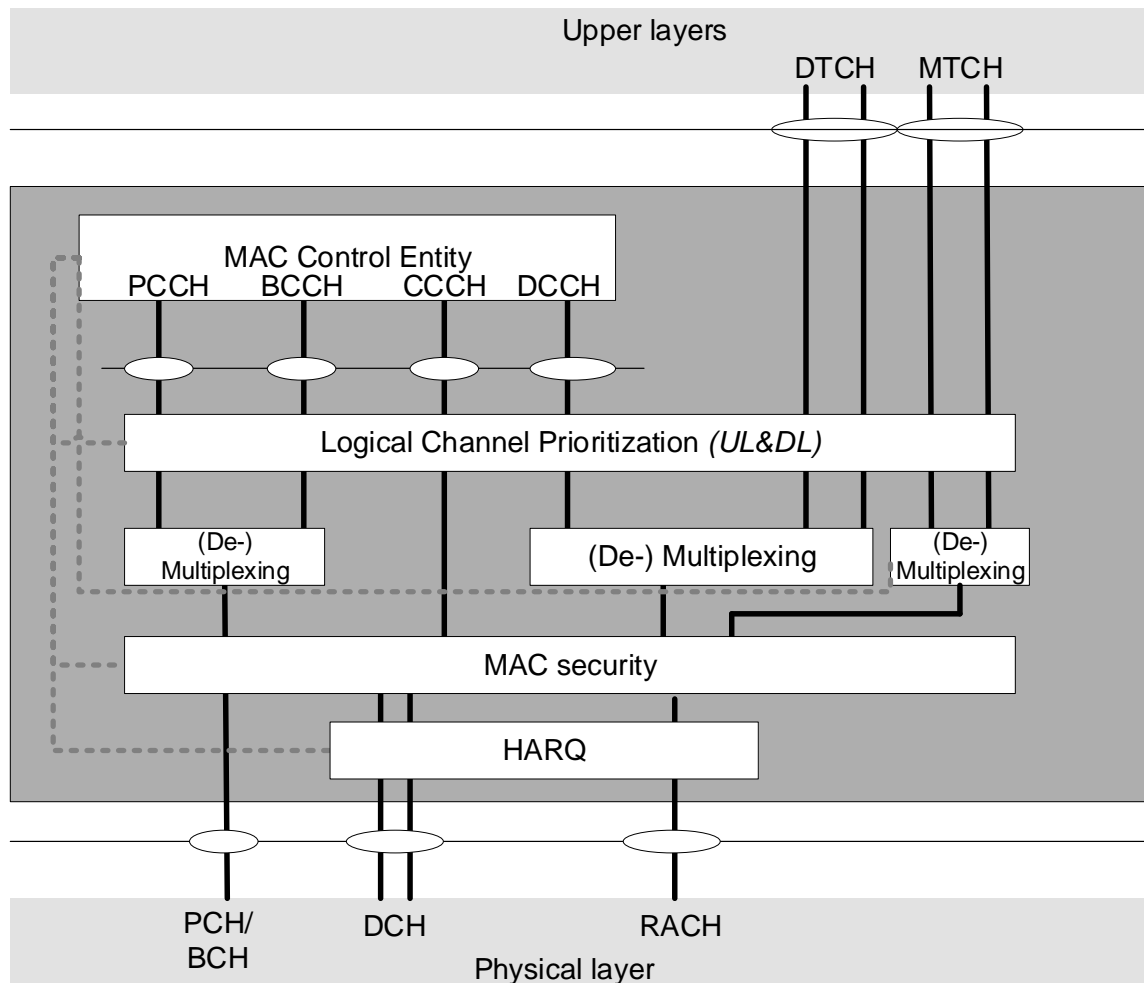 Upper layers
DTCH MTCH
MAC Control Entity
PCCH BCCH CCCH DCCH
Logical Channel Prioritization (UL&DL)
(De-)
Multiplexing
(De-) Multiplexing
(De-)
Multiplexing
MAC security
HARQ
PCH/
BCH
DCH
RACH
Physical layer